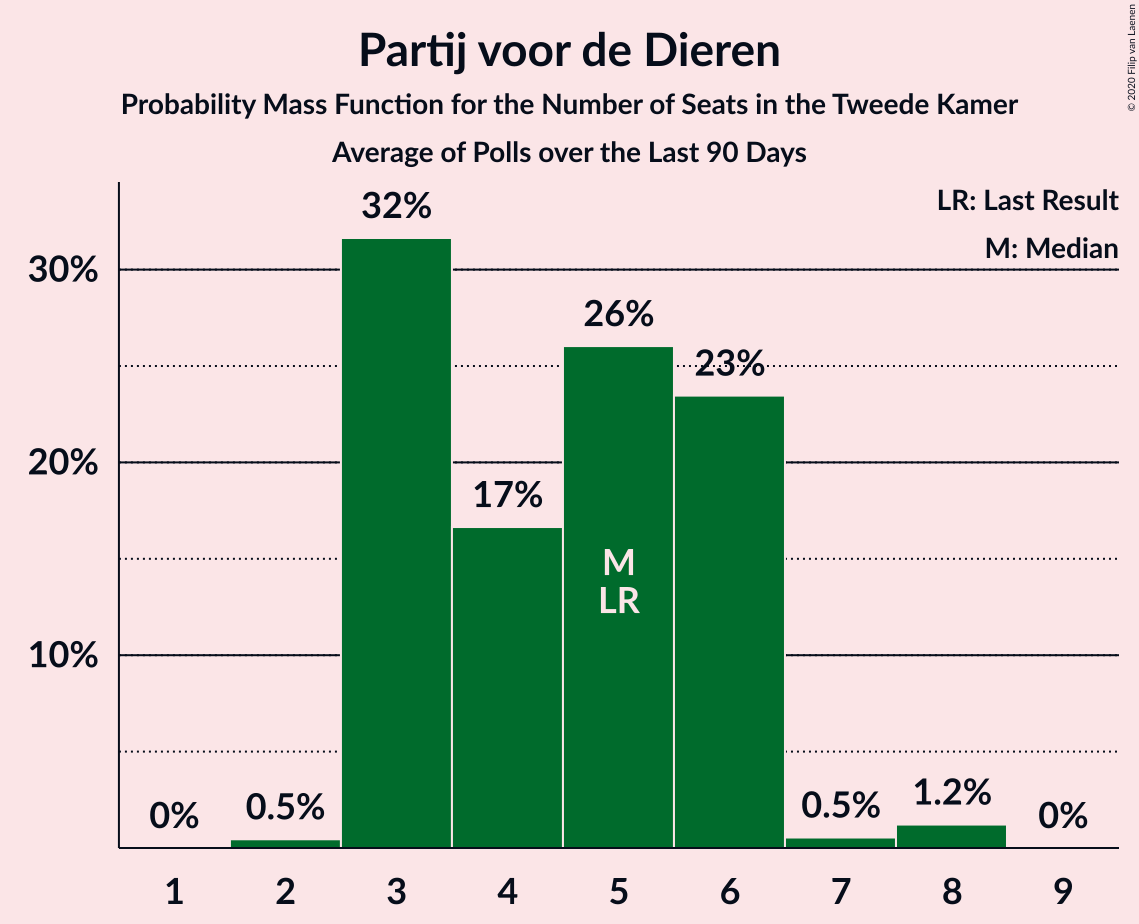 Partij voor de Dieren
Probability Mass Function for the Number of Seats in the Tweede Kamer
Average of Polls over the Last 90 Days
© 2020 Filip van Laenen
LR: Last Result
M: Median
30%
20%
10%
0%
0.5%
32%
17%
26%
23%
0.5%
1.2%
0%
M
LR
1 2 3 4 5 6 7 8 9